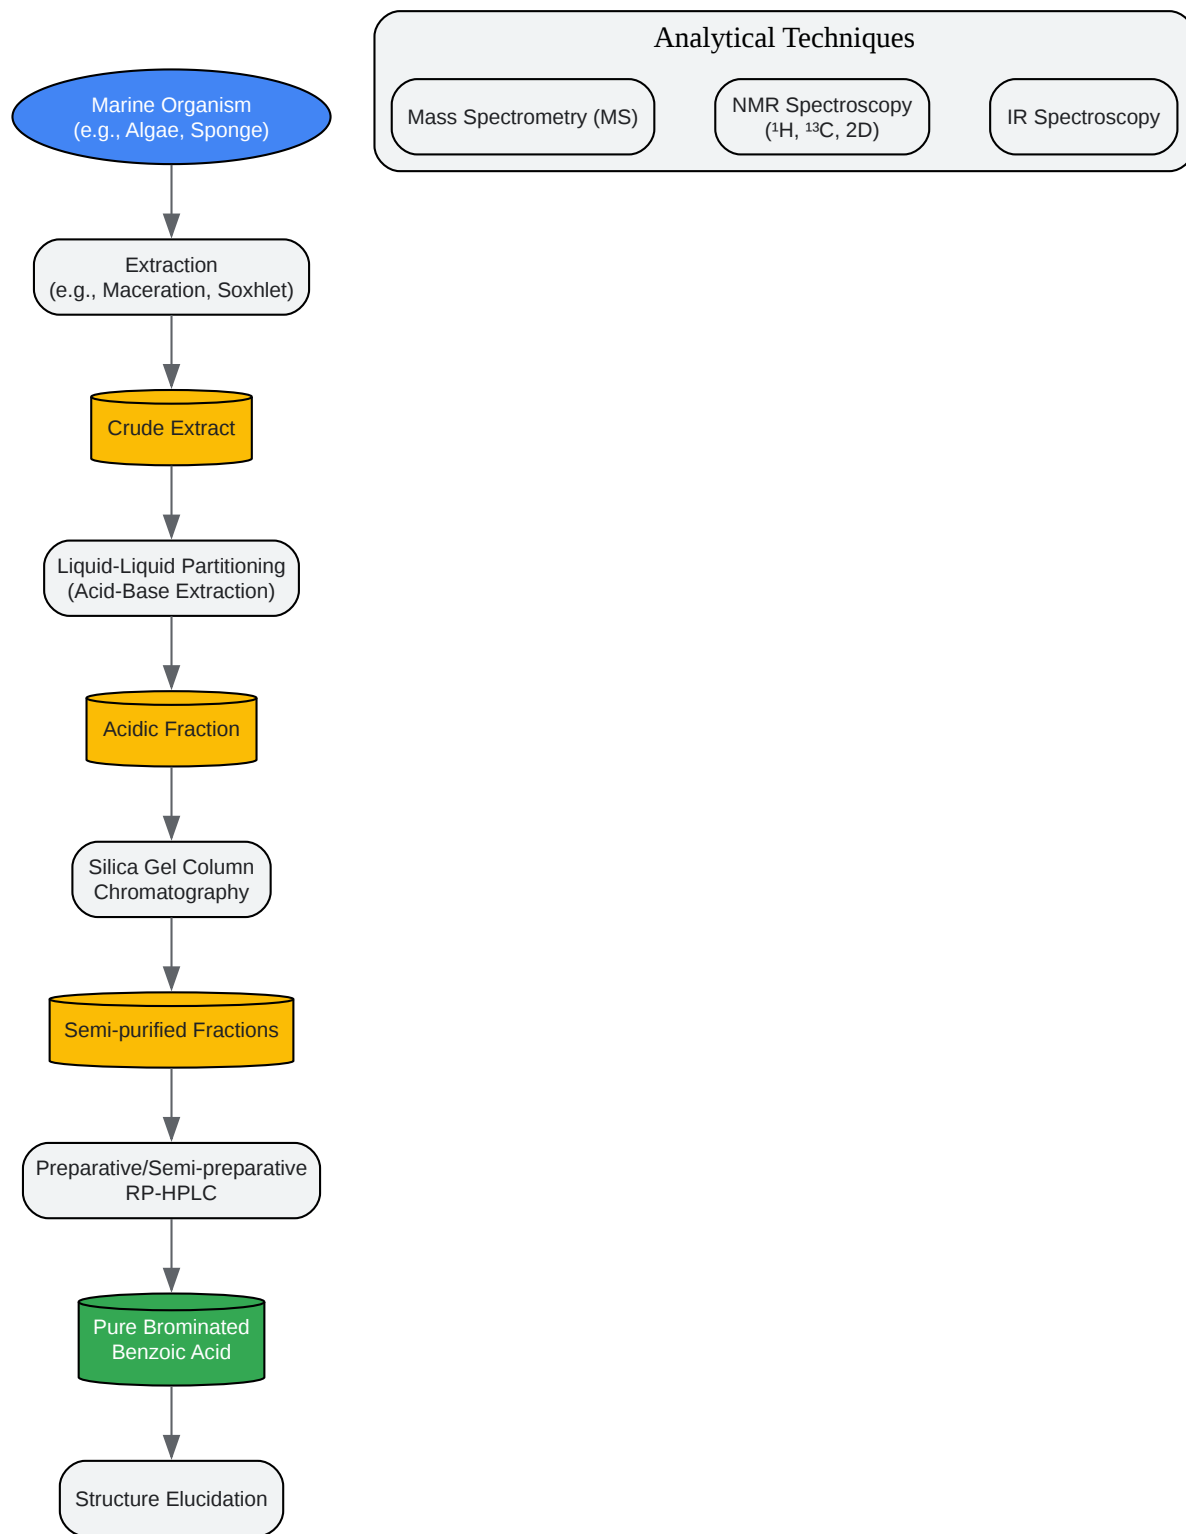 Analytical Techniques
Mass Spectrometry (MS)
NMR Spectroscopy
(¹H, ¹³C, 2D)
IR Spectroscopy
Marine Organism
(e.g., Algae, Sponge)
Extraction
(e.g., Maceration, Soxhlet)
Crude Extract
Liquid-Liquid Partitioning
(Acid-Base Extraction)
Acidic Fraction
Silica Gel Column
Chromatography
Semi-purified Fractions
Preparative/Semi-preparative
RP-HPLC
Pure Brominated
Benzoic Acid
Structure Elucidation